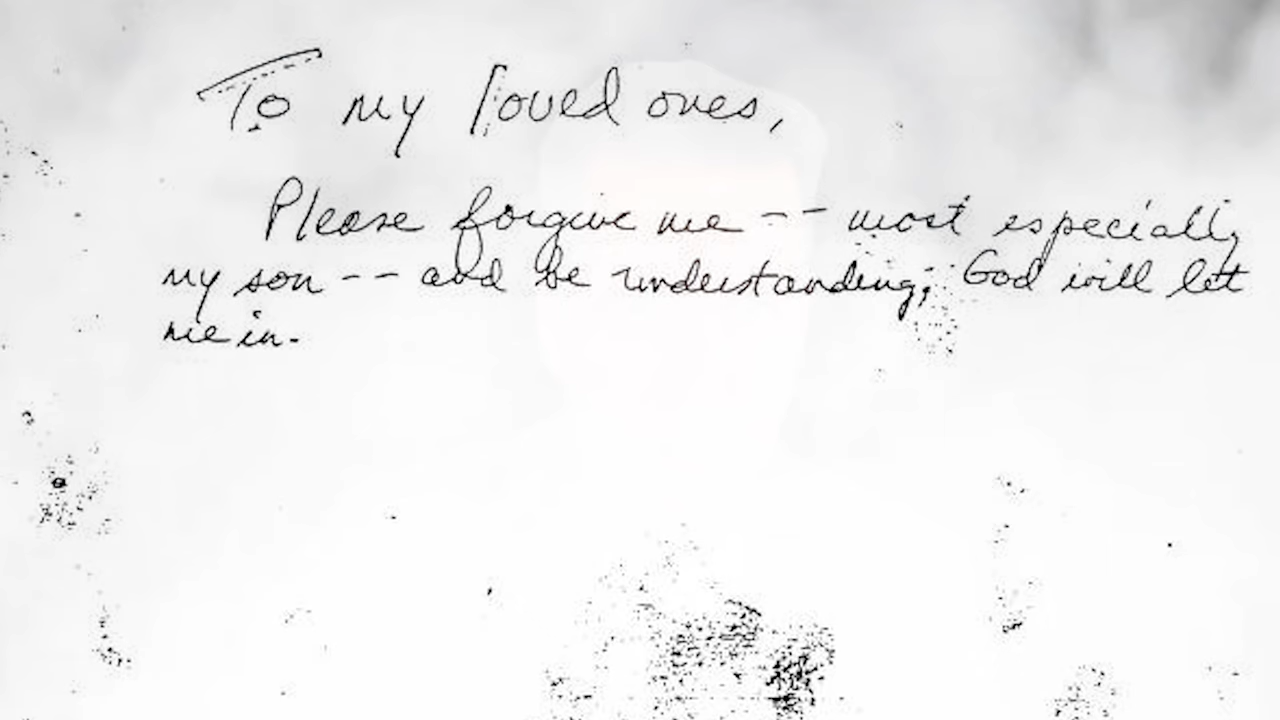 To my loved ones,
Please forgive me -- most especially
my son -- and be understanding; God will let
me in.